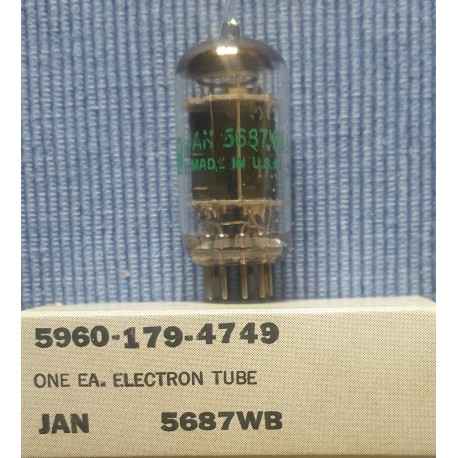 JAN 5687WB
MADE IN U.S.A.
5960-179-4749
ONE EA. ELECTRON TUBE
JAN 5687WB